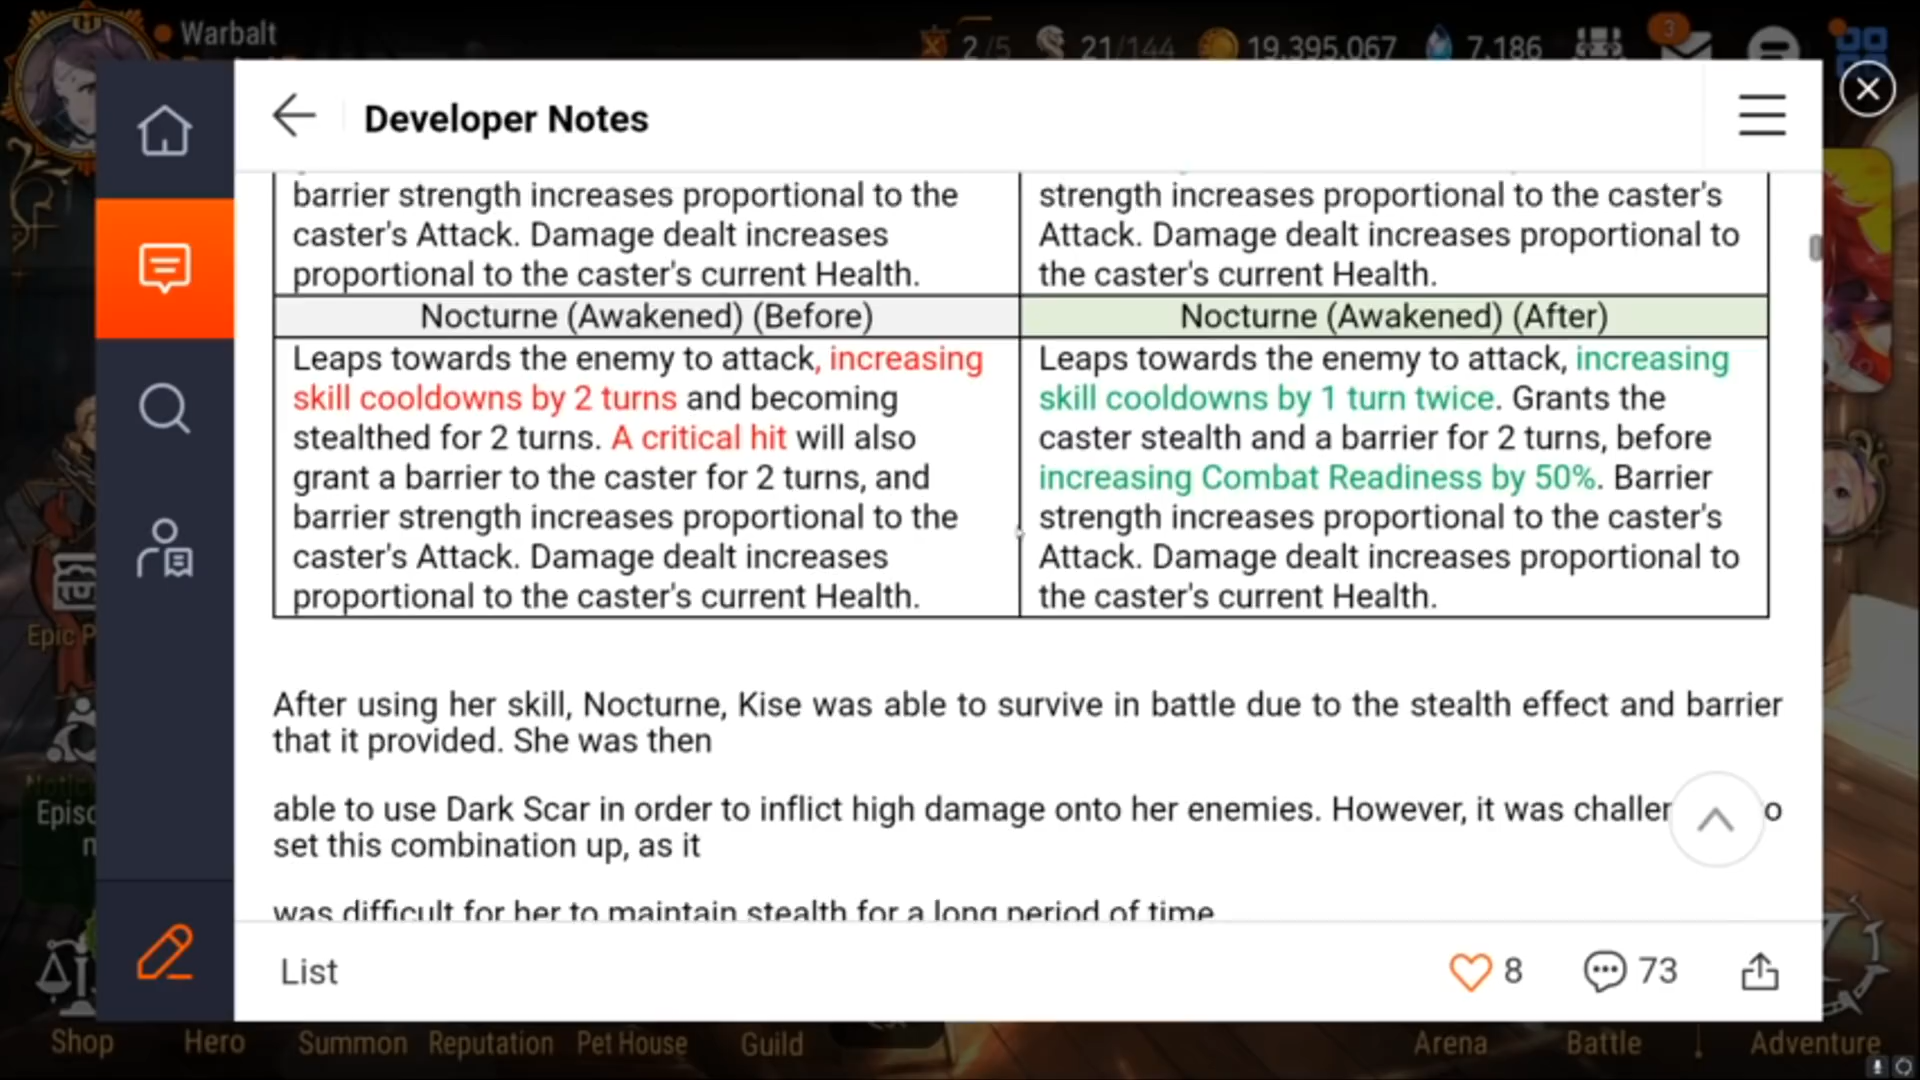 Warbalt
2/5
21/144
19,395,067
7,186
3
Developer Notes
barrier strength increases proportional to the
caster's Attack. Damage dealt increases
proportional to the caster's current Health.
strength increases proportional to the caster's
Attack. Damage dealt increases proportional to
the caster's current Health.
Nocturne (Awakened) (Before)
Nocturne (Awakened) (After)
Leaps towards the enemy to attack, increasing
skill cooldowns by 2 turns and becoming
stealthed for 2 turns. A critical hit will also
grant a barrier to the caster for 2 turns, and
barrier strength increases proportional to the
caster's Attack. Damage dealt increases
proportional to the caster's current Health.
Leaps towards the enemy to attack, increasing
skill cooldowns by 1 turn twice. Grants the
caster stealth and a barrier for 2 turns, before
increasing Combat Readiness by 50%. Barrier
strength increases proportional to the caster's
Attack. Damage dealt increases proportional to
the caster's current Health.
After using her skill, Nocturne, Kise was able to survive in battle due to the stealth effect and barrier
that it provided. She was then
able to use Dark Scar in order to inflict high damage onto her enemies. However, it was challen o
set this combination up, as it
was difficult for her to maintain stealth for a long period of time
List
8
73
Epic P
Episo
Shop
Hero
Summon
Reputation
Pet House
Guild
Arena
Battle
Adventure